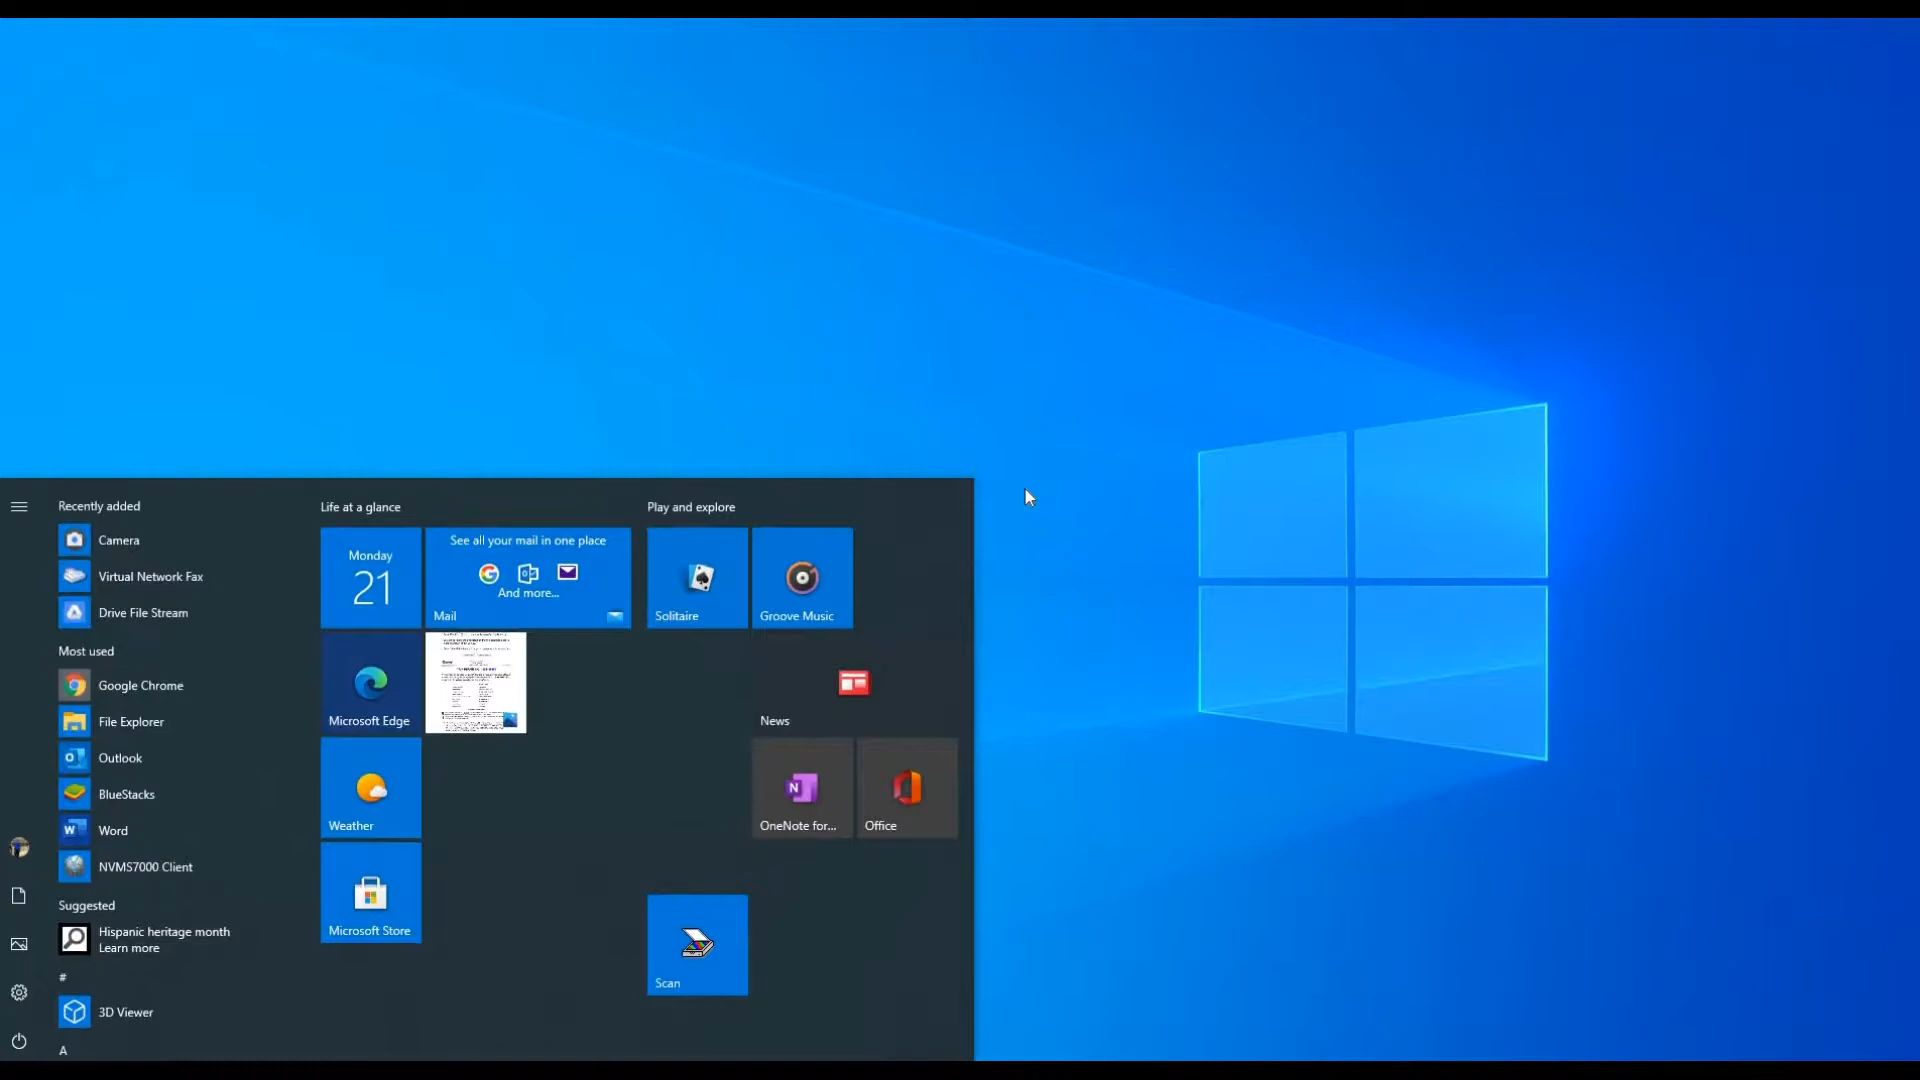 Recently added
Camera
Virtual Network Fax
Drive File Stream
Most used
Google Chrome
File Explorer
Outlook
BlueStacks
Word
NVMS7000 Client
Suggested
Hispanic heritage month
Learn more
#
3D Viewer
A
Life at a glance
Monday
21
See all your mail in one place
And more...
Mail
Microsoft Edge
Weather
Microsoft Store
Play and explore
Solitaire
Groove Music
News
OneNote for...
Office
Scan